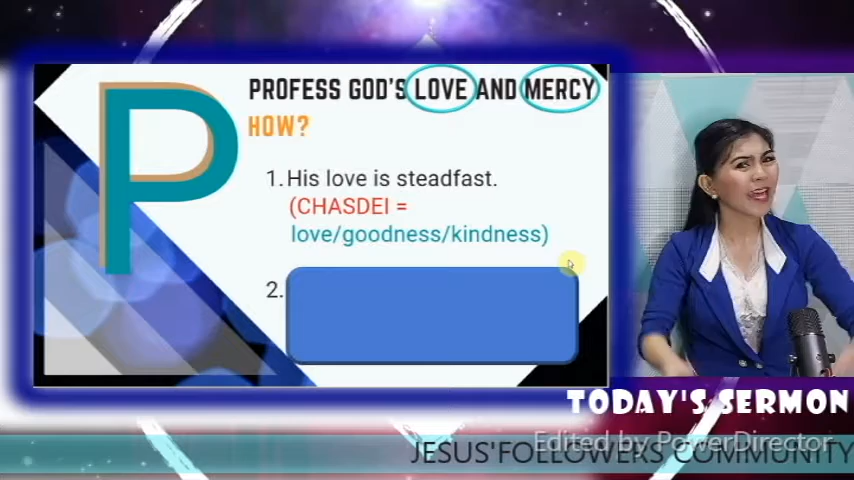 P
PROFESS GOD'S LOVE AND MERCY
HOW?
1. His love is steadfast.
(CHASDEI =
love/goodness/kindness)
2.
TODAY'S SERMON
Edited by PowerDirector
JESUS'FOLLOWERS COMMUNITY